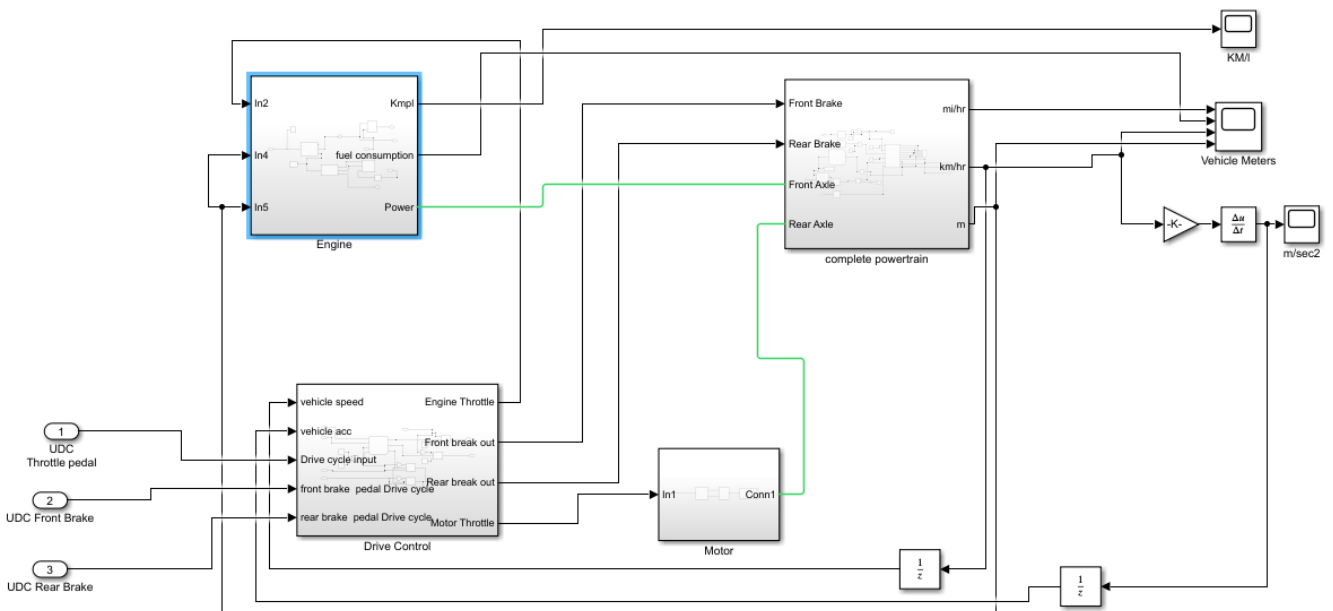 KM/l
In2
Kmpl
In4
fuel consumption
In5
Power
Engine
Front Brake
mi/hr
Rear Brake
km/hr
Front Axle
Rear Axle
m
complete powertrain
Vehicle Meters
-K-
Δu
Δt
m/sec2
vehicle speed
Engine Throttle
vehicle acc
Front break out
Drive cycle input
Rear break out
front brake pedal Drive cycle
rear brake pedal Drive cycle
Motor Throttle
Drive Control
1
UDC
Throttle pedal
2
UDC Front Brake
3
UDC Rear Brake
In1
Conn1
Motor
1
z
1
z